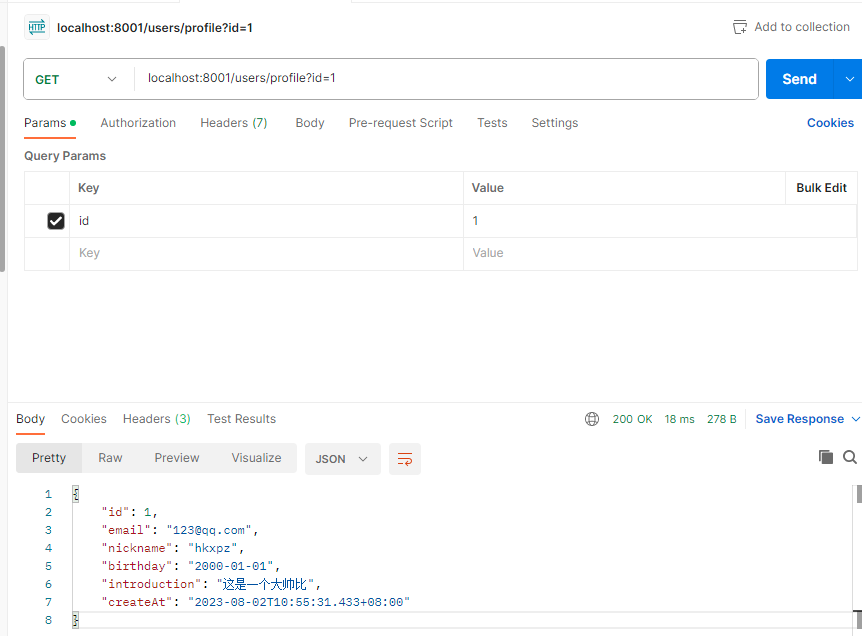 HTTP localhost:8001/users/profile?id=1 Add to collection
GET localhost:8001/users/profile?id=1 Send
Params Authorization Headers (7) Body Pre-request Script Tests Settings Cookies
Query Params
Key Value Bulk Edit
id 1
Key Value
Body Cookies Headers (3) Test Results 200 OK 18 ms 278 B Save Response
Pretty Raw Preview Visualize JSON
1 {
2 "id": 1,
3 "email": "123@qq.com",
4 "nickname": "hkxpz",
5 "birthday": "2000-01-01",
6 "introduction": "这是一个大帅比",
7 "createAt": "2023-08-02T10:55:31.433+08:00"
8 }